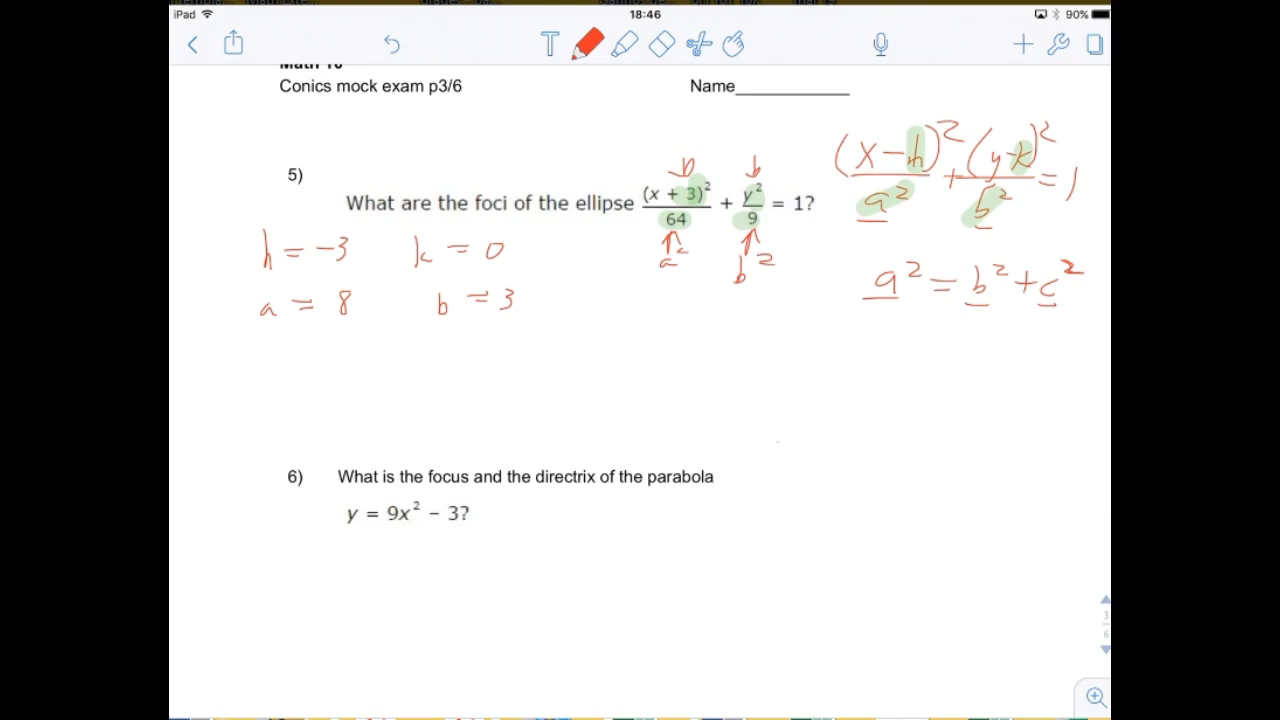 iPad 18:46 90%
Conics mock exam p3/6 Name____________
(x - h)² + (y - k)² = 1
a² b²
5)
b
What are the foci of the ellipse (x + 3)²/64 + y²/9 = 1?
a² b²
h = -3 k = 0
a = 8 b = 3
a² = b² + c²
6) What is the focus and the directrix of the parabola
y = 9x² - 3?
3
6